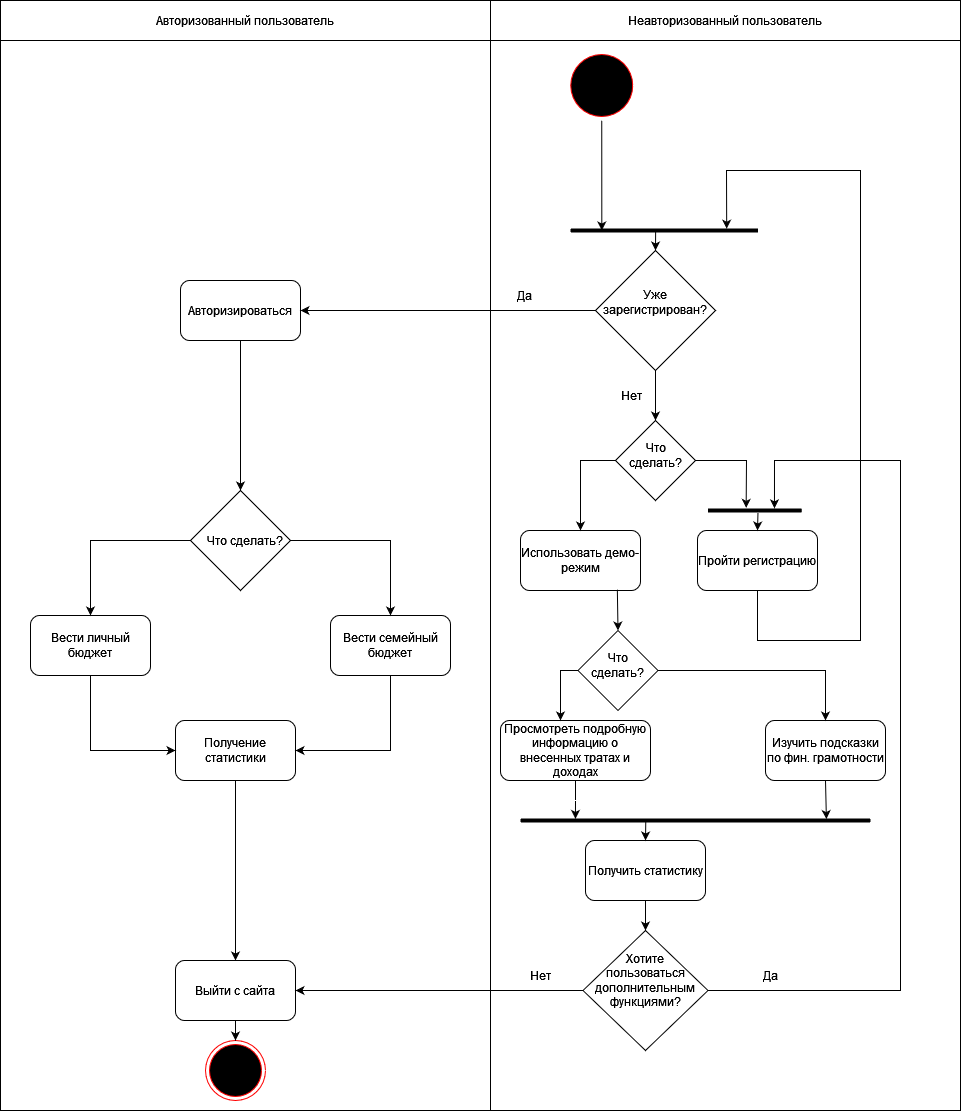 Авторизованный пользователь
Неавторизованный пользователь
Уже
зарегистрирован?
Да
Авторизироваться
Нет
Что
сделать?
Что сделать?
Использовать демо-
режим
Пройти регистрацию
Вести личный
бюджет
Вести семейный
бюджет
Что
сделать?
Получение
статистики
Просмотреть подробную
информацию о
внесенных тратах и
доходах
Изучить подсказки
по фин. грамотности
Получить статистику
Хотите
пользоваться
дополнительным
функциями?
Нет
Да
Выйти с сайта